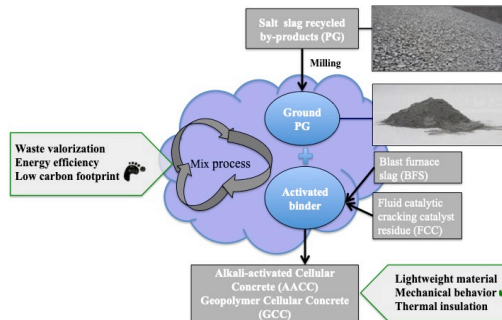 Salt slag recycled
by-products (PG)
Milling
Ground
PG
Waste valorization
Energy efficiency
Low carbon footprint
Mix process
Activated
binder
Blast furnace
slag (BFS)
Fluid catalytic
cracking catalyst
residue (FCC)
Alkali-activated Cellular
Concrete (AACC)
Geopolymer Cellular Concrete
(GCC)
Lightweight material
Mechanical behavior
Thermal insulation